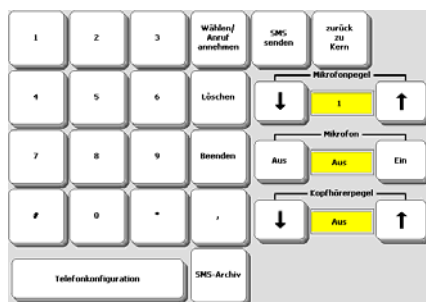 1 2 3 Wählen/ Anruf annehmen SMS senden zurück zu Kern
Mikrofonpegel
4 5 6 Löschen ↓ 1 ↑
Mikrofon
7 8 9 Beenden Aus Aus Ein
Kopfhörerpegel
# 0 * , ↓ Aus ↑
Telefonkonfiguration SMS-Archiv